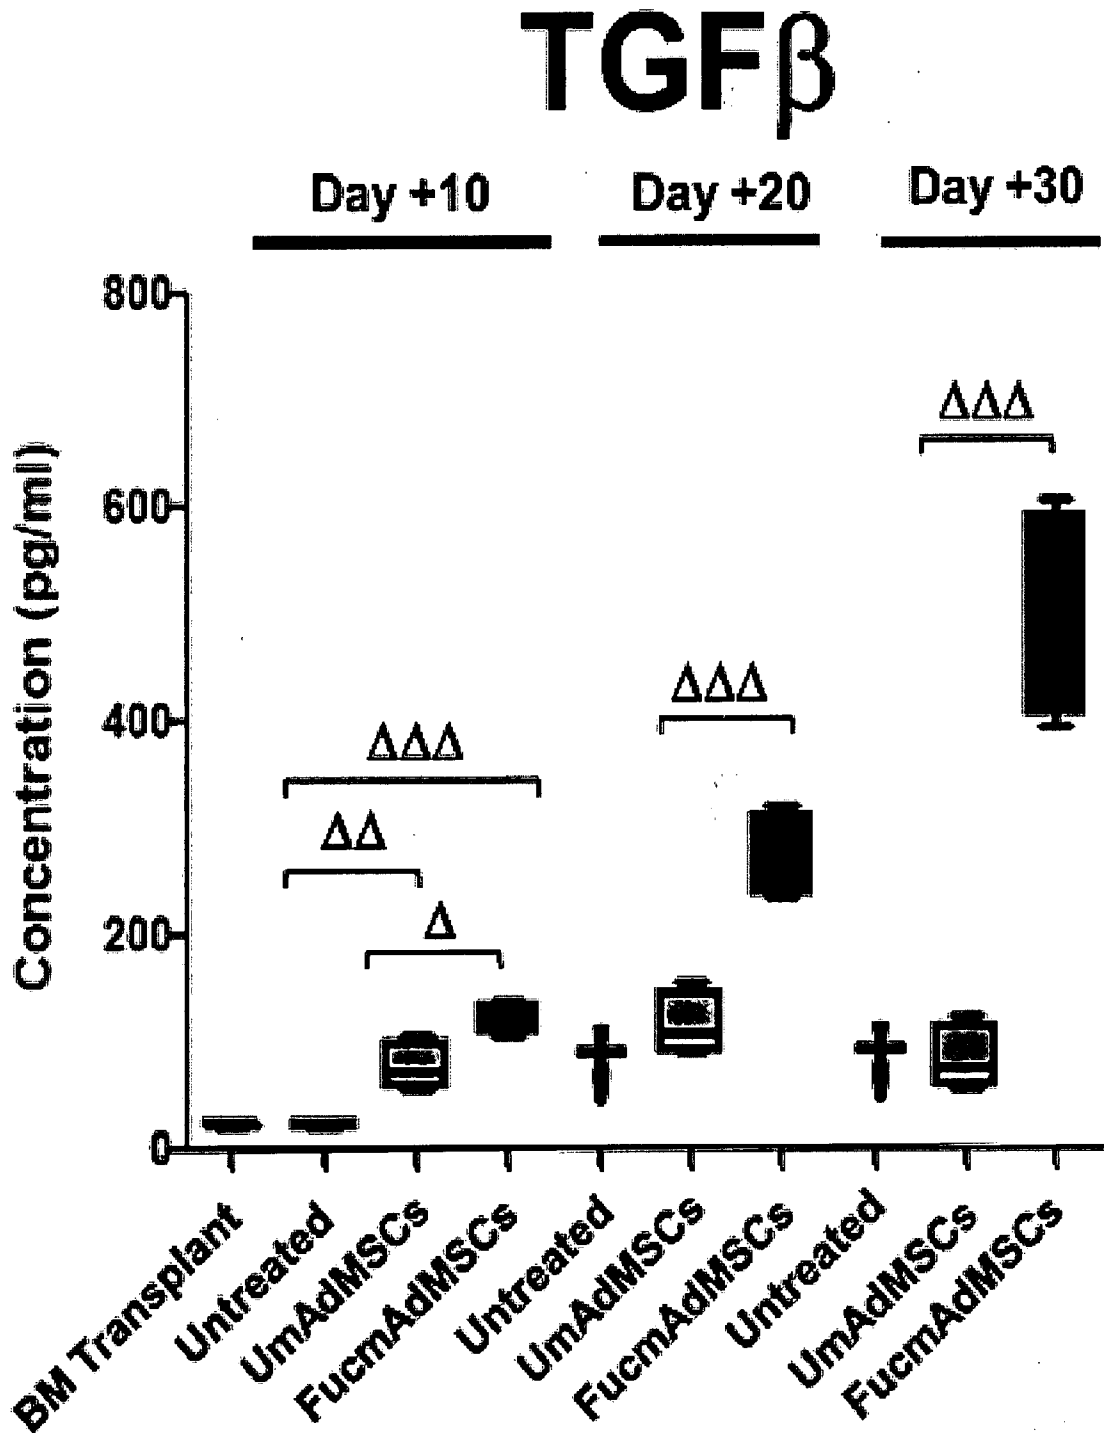 TGFβ
Day +10
Day +20
Day +30
Concentration (pg/ml)
800
600
400
200
0
ΔΔΔ
ΔΔΔ
ΔΔΔ
ΔΔ
Δ
BM Transplant
Untreated
UmAdMSCs
FucmAdMSCs
Untreated
UmAdMSCs
FucmAdMSCs
Untreated
UmAdMSCs
FucmAdMSCs